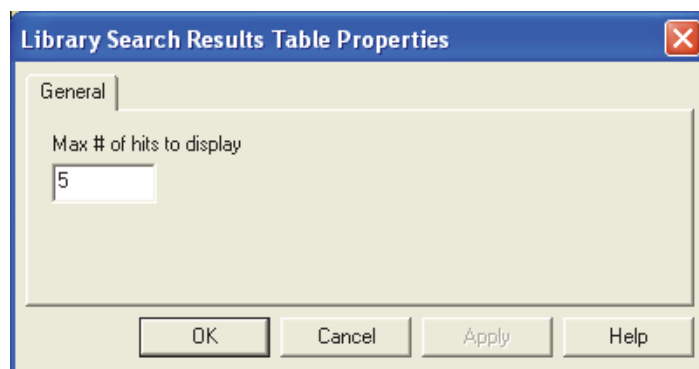 Library Search Results Table Properties
General
Max # of hits to display
5
OK Cancel Apply Help